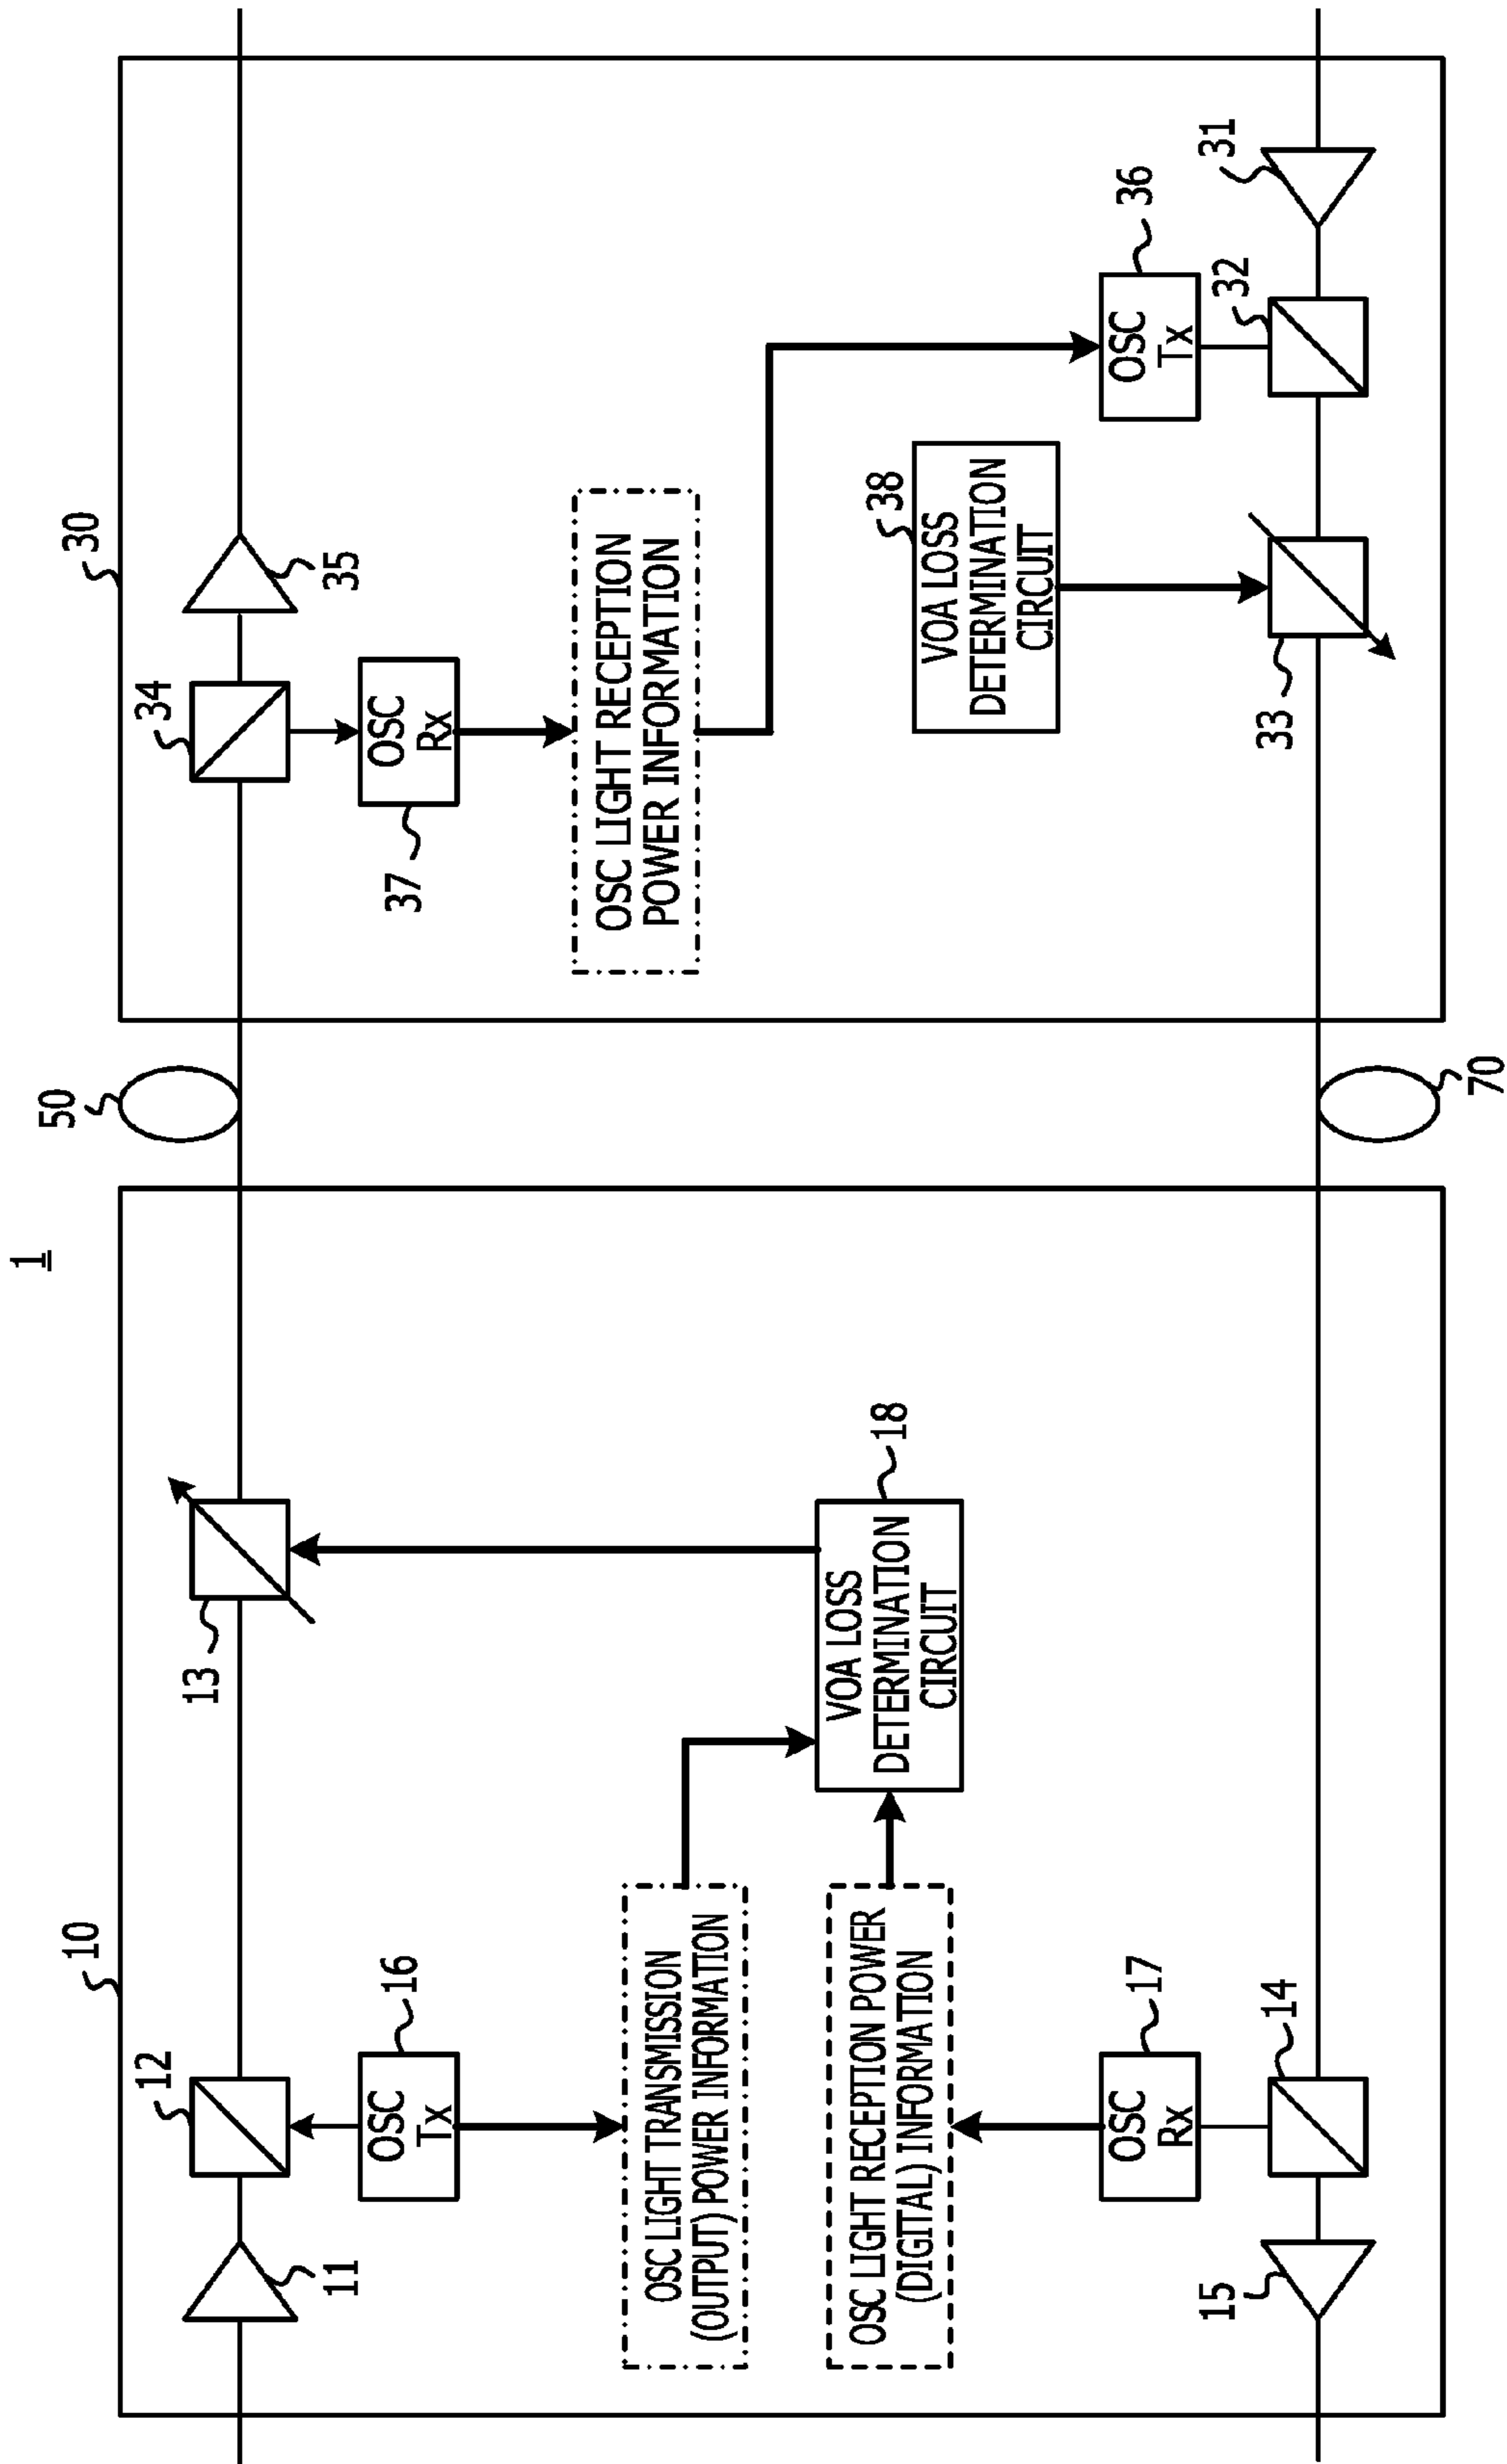 1
10
11
12
OSC
Tx
16
OSC LIGHT TRANSMISSION
(OUTPUT) POWER INFORMATION
OSC LIGHT RECEPTION POWER
(DIGITAL) INFORMATION
OSC
Rx
17
14
15
13
VOA LOSS
DETERMINATION
CIRCUIT
18
50
70
30
34
35
OSC
Rx
37
OSC LIGHT RECEPTION
POWER INFORMATION
38
VOA LOSS
DETERMINATION
CIRCUIT
33
OSC
Tx
36
32
31